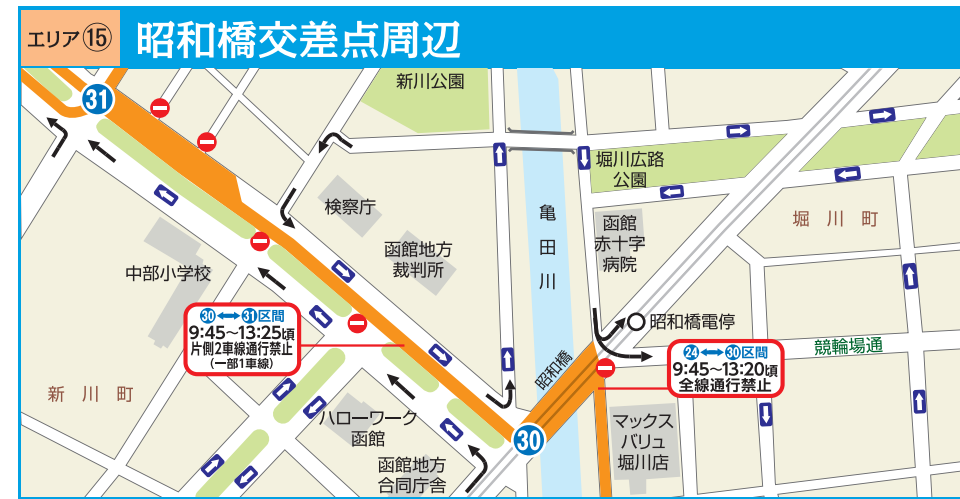 エリア⑮
昭和橋交差点周辺
31
新川公園
堀川広路
公園
検察庁
亀田川
函館
赤十字
病院
堀川町
函館地方
裁判所
中部小学校
30⟷31区間
9:45～13:25頃
片側2車線通行禁止
(一部1車線)
昭和橋電停
24⟷30区間
9:45～13:20頃
全線通行禁止
競輪場通
昭和橋
新川町
ハローワーク
函館
30
マックス
バリュ
堀川店
函館地方
合同庁舎